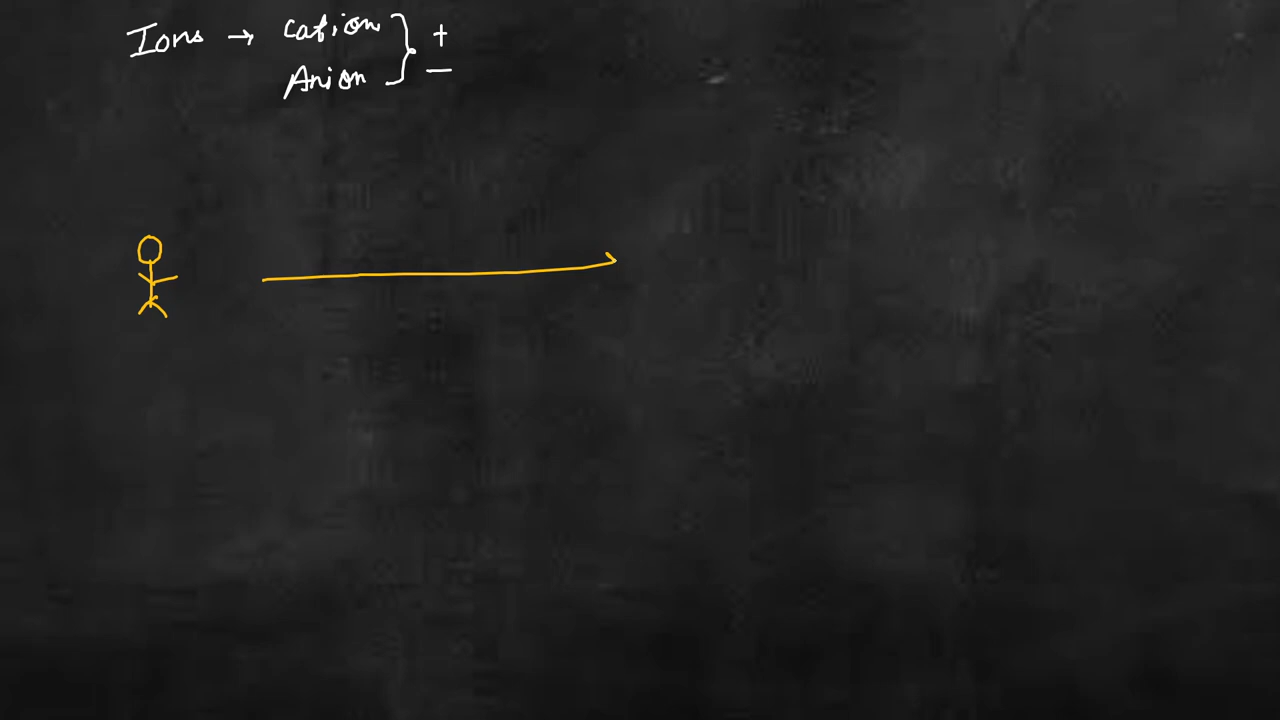 Ions → cation } +
Anion } −